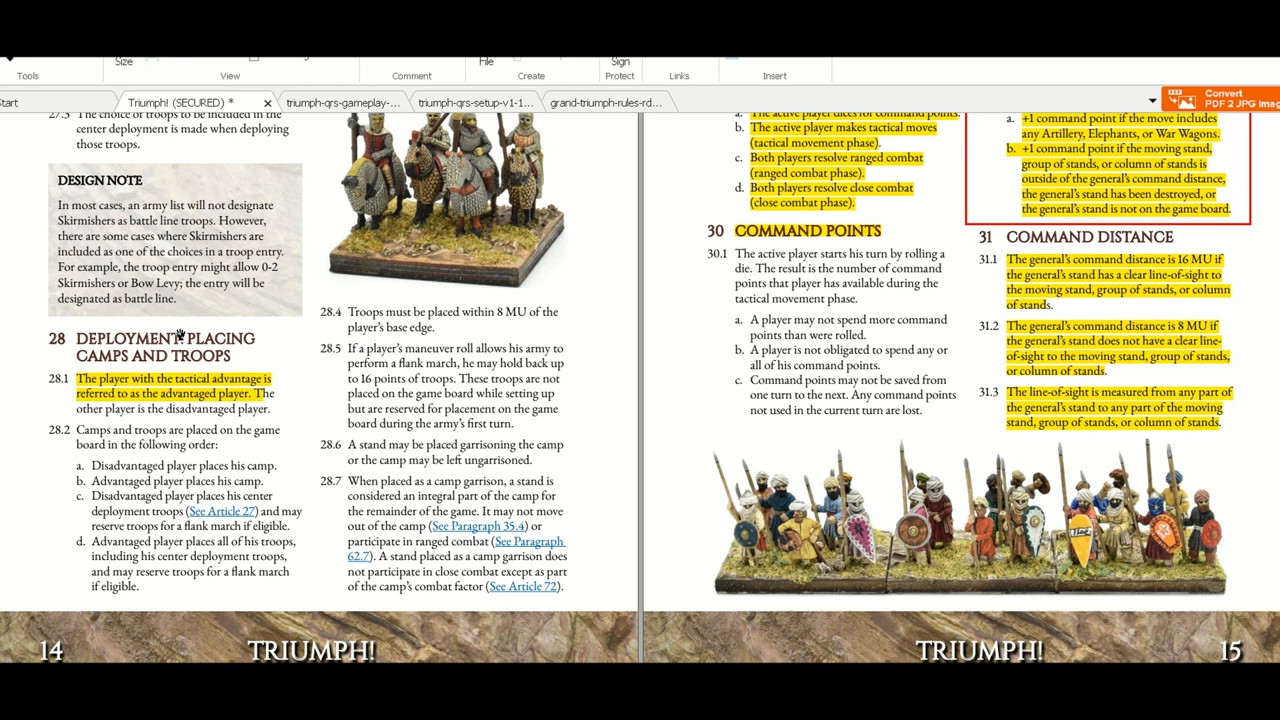 Size
File
Sign
Tools
View
Comment
Create
Protect
Links
Insert
Start
Triumph! (SECURED) *
×
triumph-qrs-gameplay-...
triumph-qrs-setup-v1-1...
grand-triumph-rules-rd...
Convert
PDF 2 JPG Imag
27.3 The choice of troops to be included in the
center deployment is made when deploying
those troops.
DESIGN NOTE
In most cases, an army list will not designate
Skirmishers as battle line troops. However,
there are some cases where Skirmishers are
included as one of the choices in a troop entry.
For example, the troop entry might allow 0-2
Skirmishers or Bow Levy; the entry will be
designated as battle line.
28 DEPLOYMENT: PLACING
CAMPS AND TROOPS
28.1 The player with the tactical advantage is
referred to as the advantaged player. The
other player is the disadvantaged player.
28.2 Camps and troops are placed on the game
board in the following order:
a. Disadvantaged player places his camp.
b. Advantaged player places his camp.
c. Disadvantaged player places his center
deployment troops (See Article 27) and may
reserve troops for a flank march if eligible.
d. Advantaged player places all of his troops,
including his center deployment troops,
and may reserve troops for a flank march
if eligible.
28.4 Troops must be placed within 8 MU of the
player's base edge.
28.5 If a player's maneuver roll allows his army to
perform a flank march, he may hold back up
to 16 points of troops. These troops are not
placed on the game board while setting up
but are reserved for placement on the game
board during the army's first turn.
28.6 A stand may be placed garrisoning the camp
or the camp may be left ungarrisoned.
28.7 When placed as a camp garrison, a stand is
considered an integral part of the camp for
the remainder of the game. It may not move
out of the camp (See Paragraph 35.4) or
participate in ranged combat (See Paragraph
62.7). A stand placed as a camp garrison does
not participate in close combat except as part
of the camp's combat factor (See Article 72).
14
TRIUMPH!
a. The active player dices for command points.
b. The active player makes tactical moves
(tactical movement phase).
c. Both players resolve ranged combat
(ranged combat phase).
d. Both players resolve close combat
(close combat phase).
30 COMMAND POINTS
30.1 The active player starts his turn by rolling a
die. The result is the number of command
points that player has available during the
tactical movement phase.
a. A player may not spend more command
points than were rolled.
b. A player is not obligated to spend any or
all of his command points.
c. Command points may not be saved from
one turn to the next. Any command points
not used in the current turn are lost.
a. +1 command point if the move includes
any Artillery, Elephants, or War Wagons.
b. +1 command point if the moving stand,
group of stands, or column of stands is
outside of the general's command distance,
the general's stand has been destroyed, or
the general's stand is not on the game board.
31 COMMAND DISTANCE
31.1 The general's command distance is 16 MU if
the general's stand has a clear line-of-sight to
the moving stand, group of stands, or column
of stands.
31.2 The general's command distance is 8 MU if
the general's stand does not have a clear line-
of-sight to the moving stand, group of stands,
or column of stands.
31.3 The line-of-sight is measured from any part of
the general's stand to any part of the moving
stand, group of stands, or column of stands.
TRIUMPH!
15